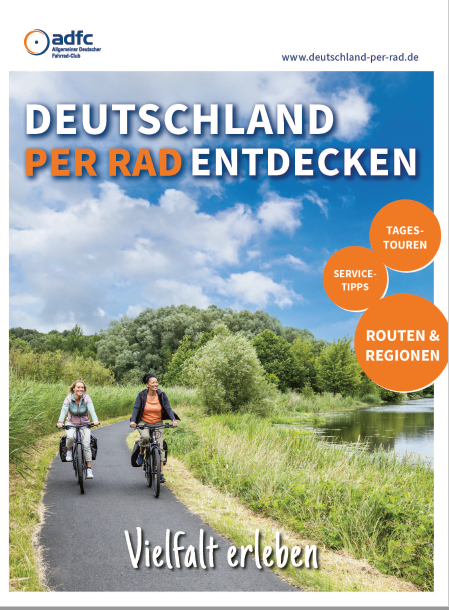 adfc
Allgemeiner Deutscher
Fahrrad-Club
www.deutschland-per-rad.de
DEUTSCHLAND
PER RAD ENTDECKEN
TAGES-
TOUREN
SERVICE-
TIPPS
ROUTEN &
REGIONEN
Vielfalt erleben